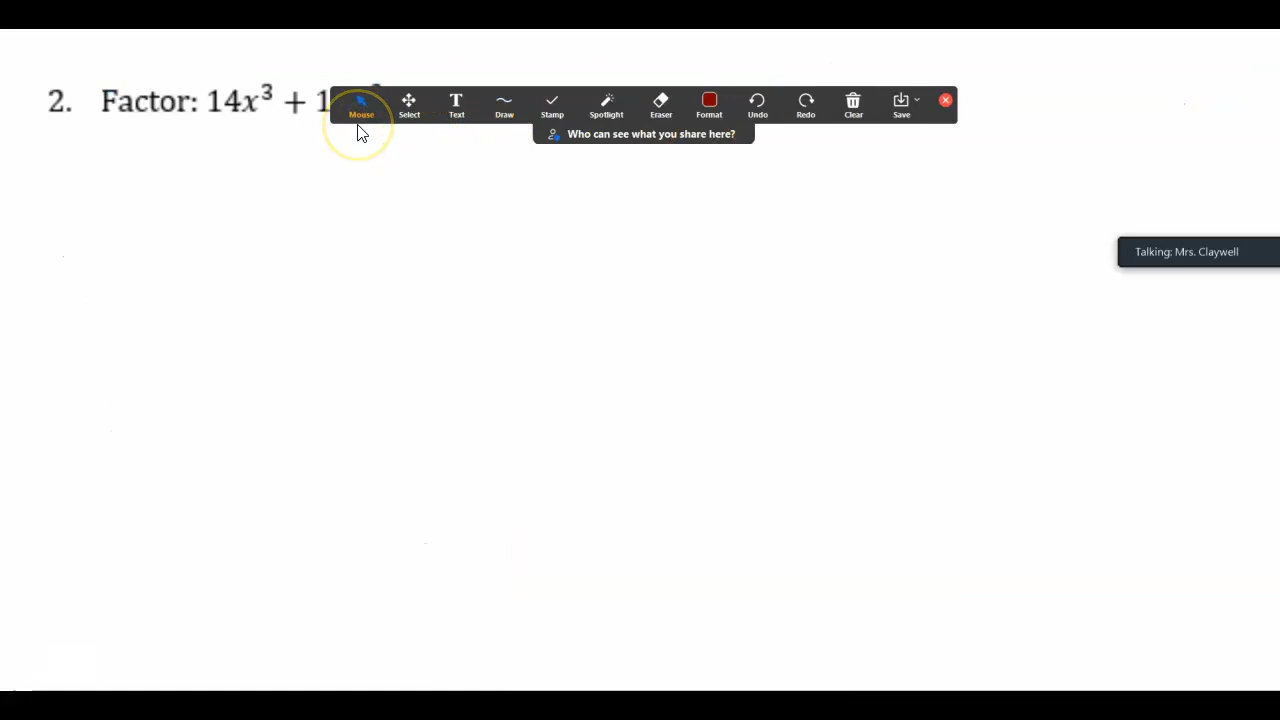 2. Factor: 14x³ + 1
Mouse Select Text Draw Stamp Spotlight Eraser Format Undo Redo Clear Save
Who can see what you share here?
Talking: Mrs. Claywell